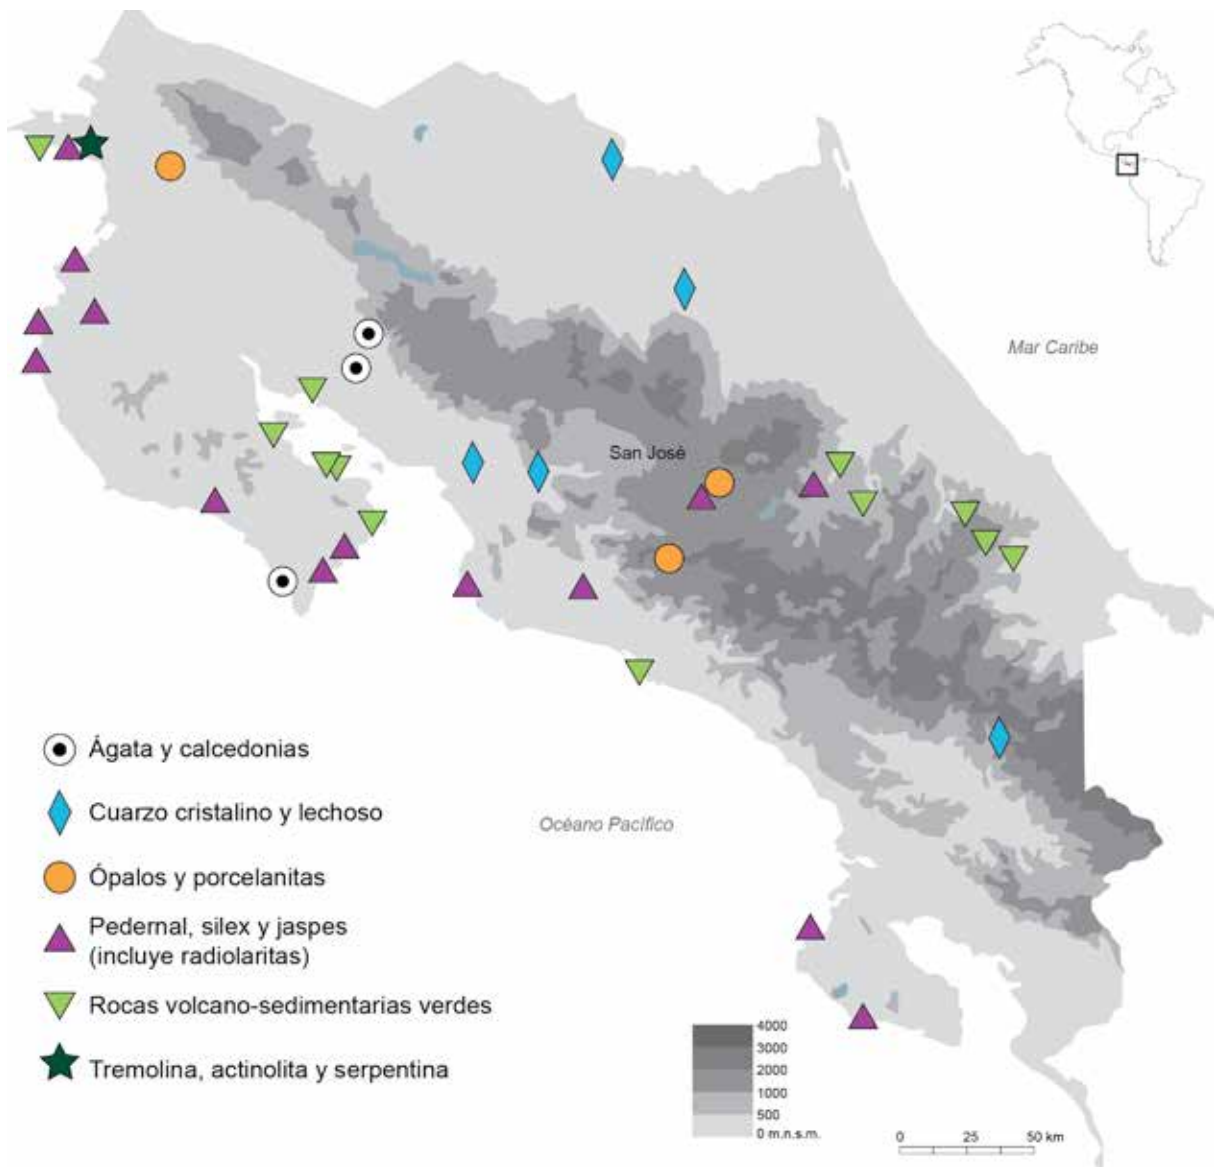 Mar Caribe
San José
Océano Pacífico
Ágata y calcedonias
Cuarzo cristalino y lechoso
Ópalos y porcelanitas
Pedernal, silex y jaspes
(incluye radiolaritas)
Rocas volcano-sedimentarias verdes
Tremolina, actinolita y serpentina
4000
3000
2000
1000
500
0 m.n.s.m.
0 25 50 km